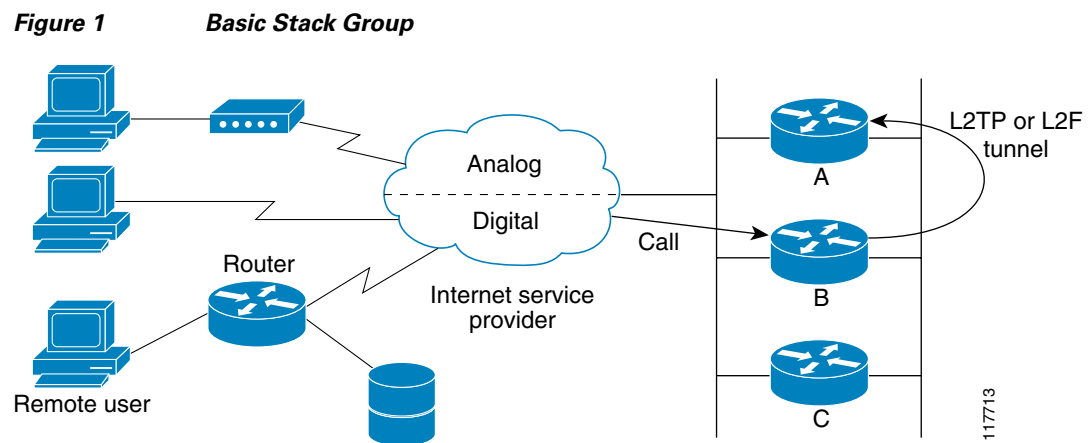 Figure 1 Basic Stack Group
Analog
Digital
Internet service
provider
Router
Remote user
Call
A
B
C
L2TP or L2F
tunnel
117713